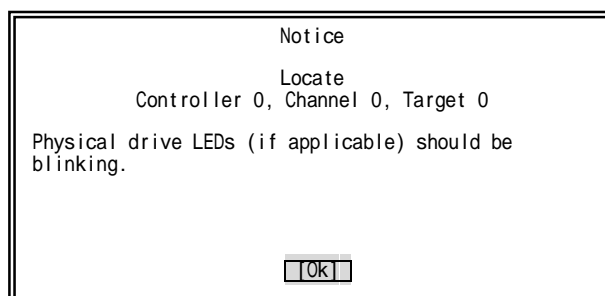 Notice
Locate
Controller 0, Channel 0, Target 0
Physical drive LEDs (if applicable) should be
blinking.
[Ok]